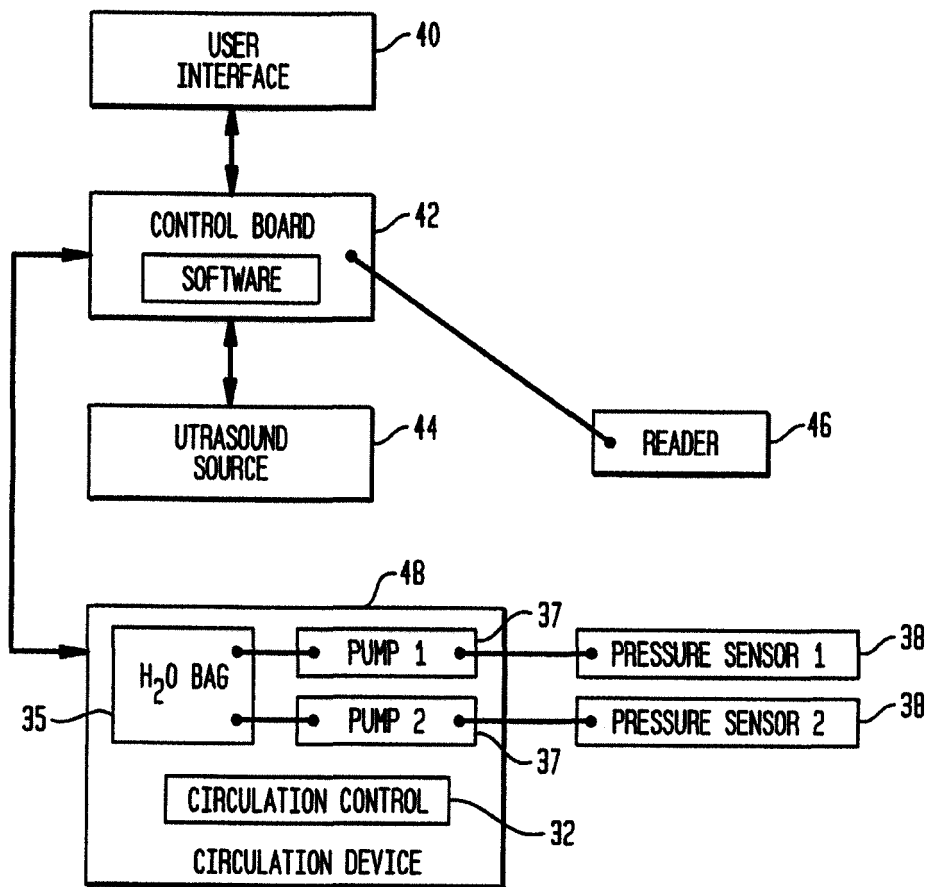 USER
INTERFACE
40
CONTROL BOARD
42
SOFTWARE
UTRASOUND
SOURCE
44
READER
46
48
H2O BAG
35
PUMP 1
37
PRESSURE SENSOR 1
38
PUMP 2
37
PRESSURE SENSOR 2
38
CIRCULATION CONTROL
32
CIRCULATION DEVICE